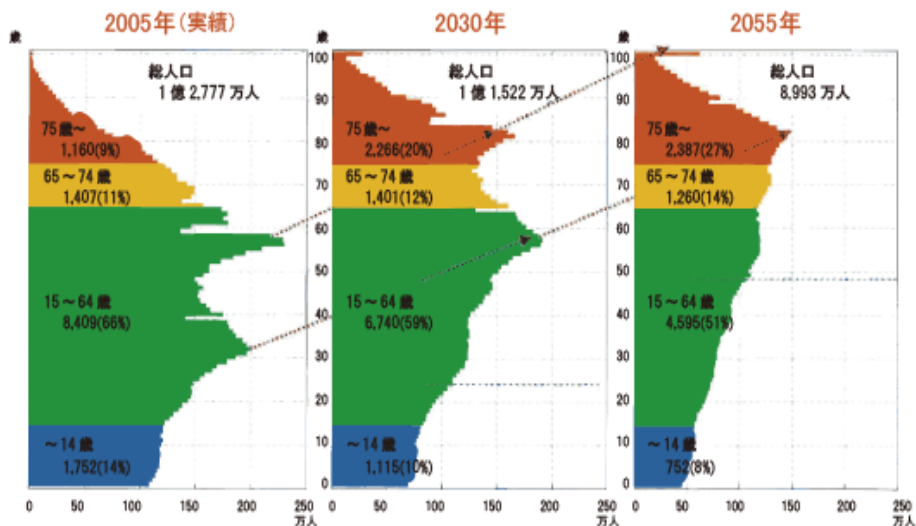 2005年(実績)
歳
総人口
1億2,777万人
75歳～
1,160(9%)
65～74歳
1,407(11%)
15～64歳
8,409(66%)
～14歳
1,752(14%)
0 50 100 150 200 250
万人
2030年
歳
100
90
80
70
60
50
40
30
20
10
0
総人口
1億1,522万人
75歳～
2,266(20%)
65～74歳
1,401(12%)
15～64歳
6,740(59%)
～14歳
1,115(10%)
0 50 100 150 200 250
万人
2055年
歳
100
90
80
70
60
50
40
30
20
10
0
総人口
8,993万人
75歳～
2,387(27%)
65～74歳
1,260(14%)
15～64歳
4,595(51%)
～14歳
752(8%)
0 50 100 150 200 250
万人